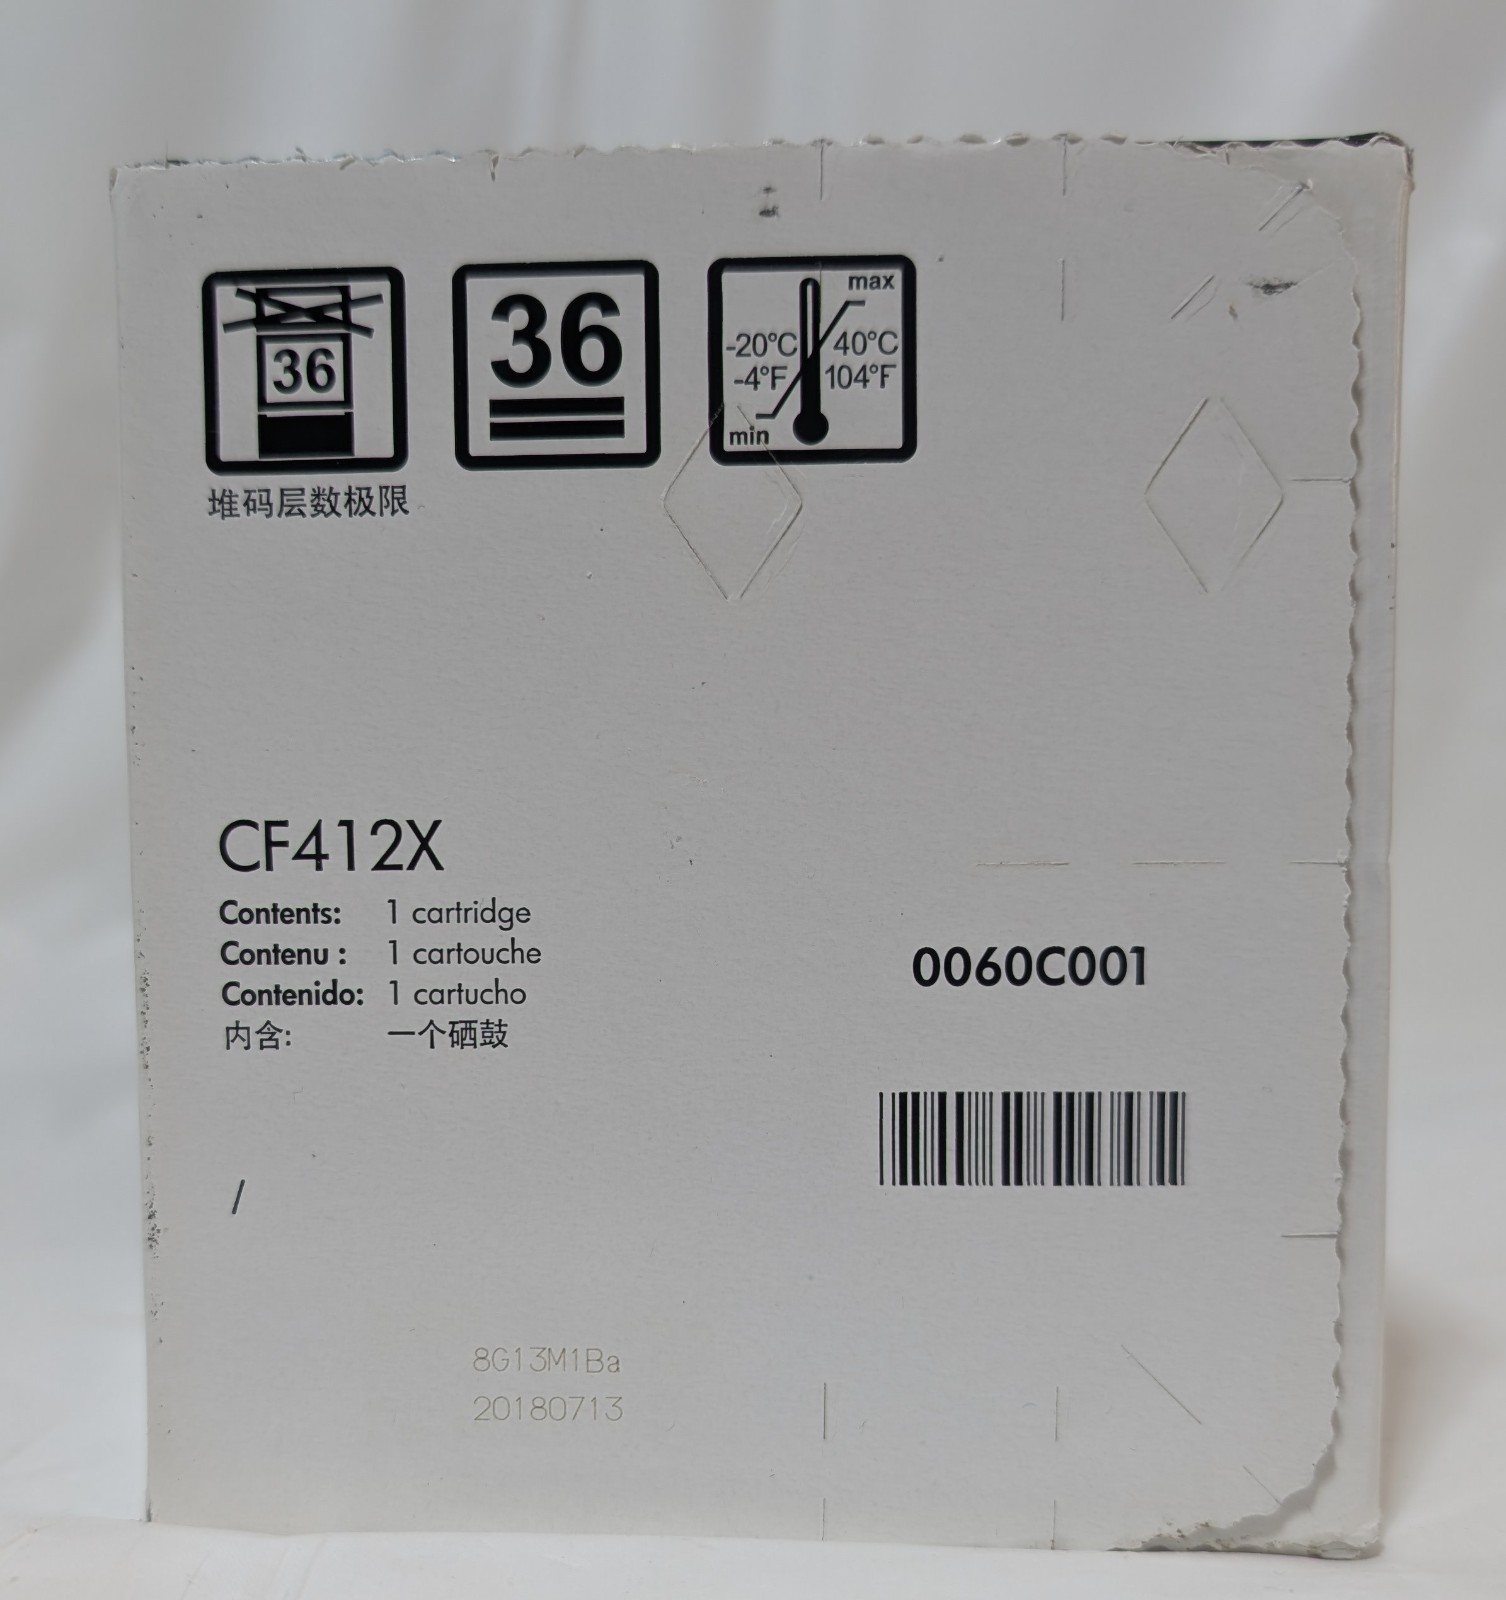 36
36
max
-20°C 40°C
-4°F 104°F
min
堆码层数极限
CF412X
Contents: 1 cartridge
Contenu : 1 cartouche
Contenido: 1 cartucho
内含: 一个硒鼓
0060C001
/
8G13M1Ba
20180713